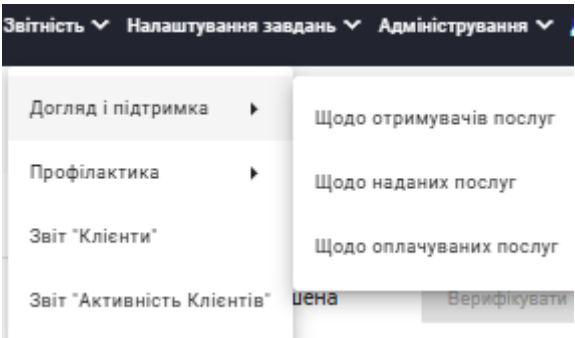 Звітність Налаштування завдань Адміністрування
Догляд і підтримка
Щодо отримувачів послуг
Профілактика
Щодо наданих послуг
Звіт "Клієнти"
Щодо оплачуваних послуг
Звіт "Активність Клієнтів"
Верифікувати